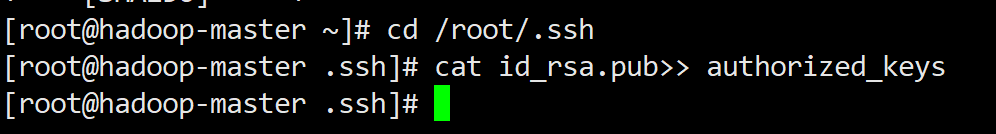 [root@hadoop-master ~]# cd /root/.ssh
[root@hadoop-master .ssh]# cat id_rsa.pub>> authorized_keys
[root@hadoop-master .ssh]#